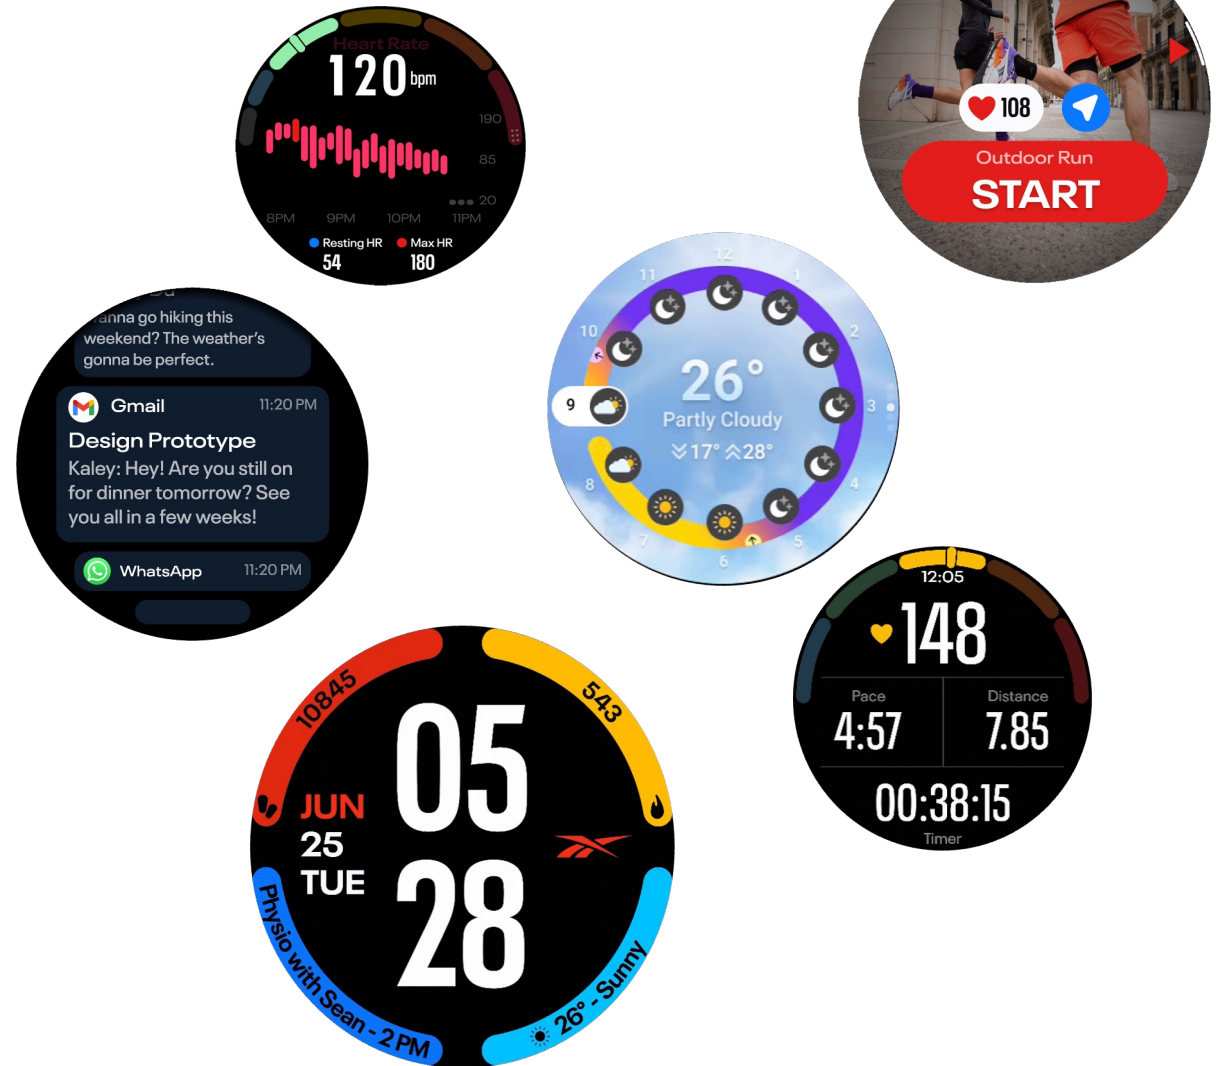 Heart Rate
120 bpm
190
85
20
8PM 9PM 10PM 11PM
Resting HR Max HR
54 180
108
Outdoor Run
START
wanna go hiking this
weekend? The weather's
gonna be perfect.
Gmail 11:20 PM
Design Prototype
Kaley: Hey! Are you still on
for dinner tomorrow? See
you all in a few weeks!
WhatsApp 11:20 PM
12
11
1
10
2
9
3
8
4
7
5
6
26°
Partly Cloudy
17° 28°
12:05
148
Pace Distance
4:57 7.85
00:38:15
Timer
10845
543
05
28
JUN
25
TUE
Physio with Sean - 2 PM
26° - Sunny